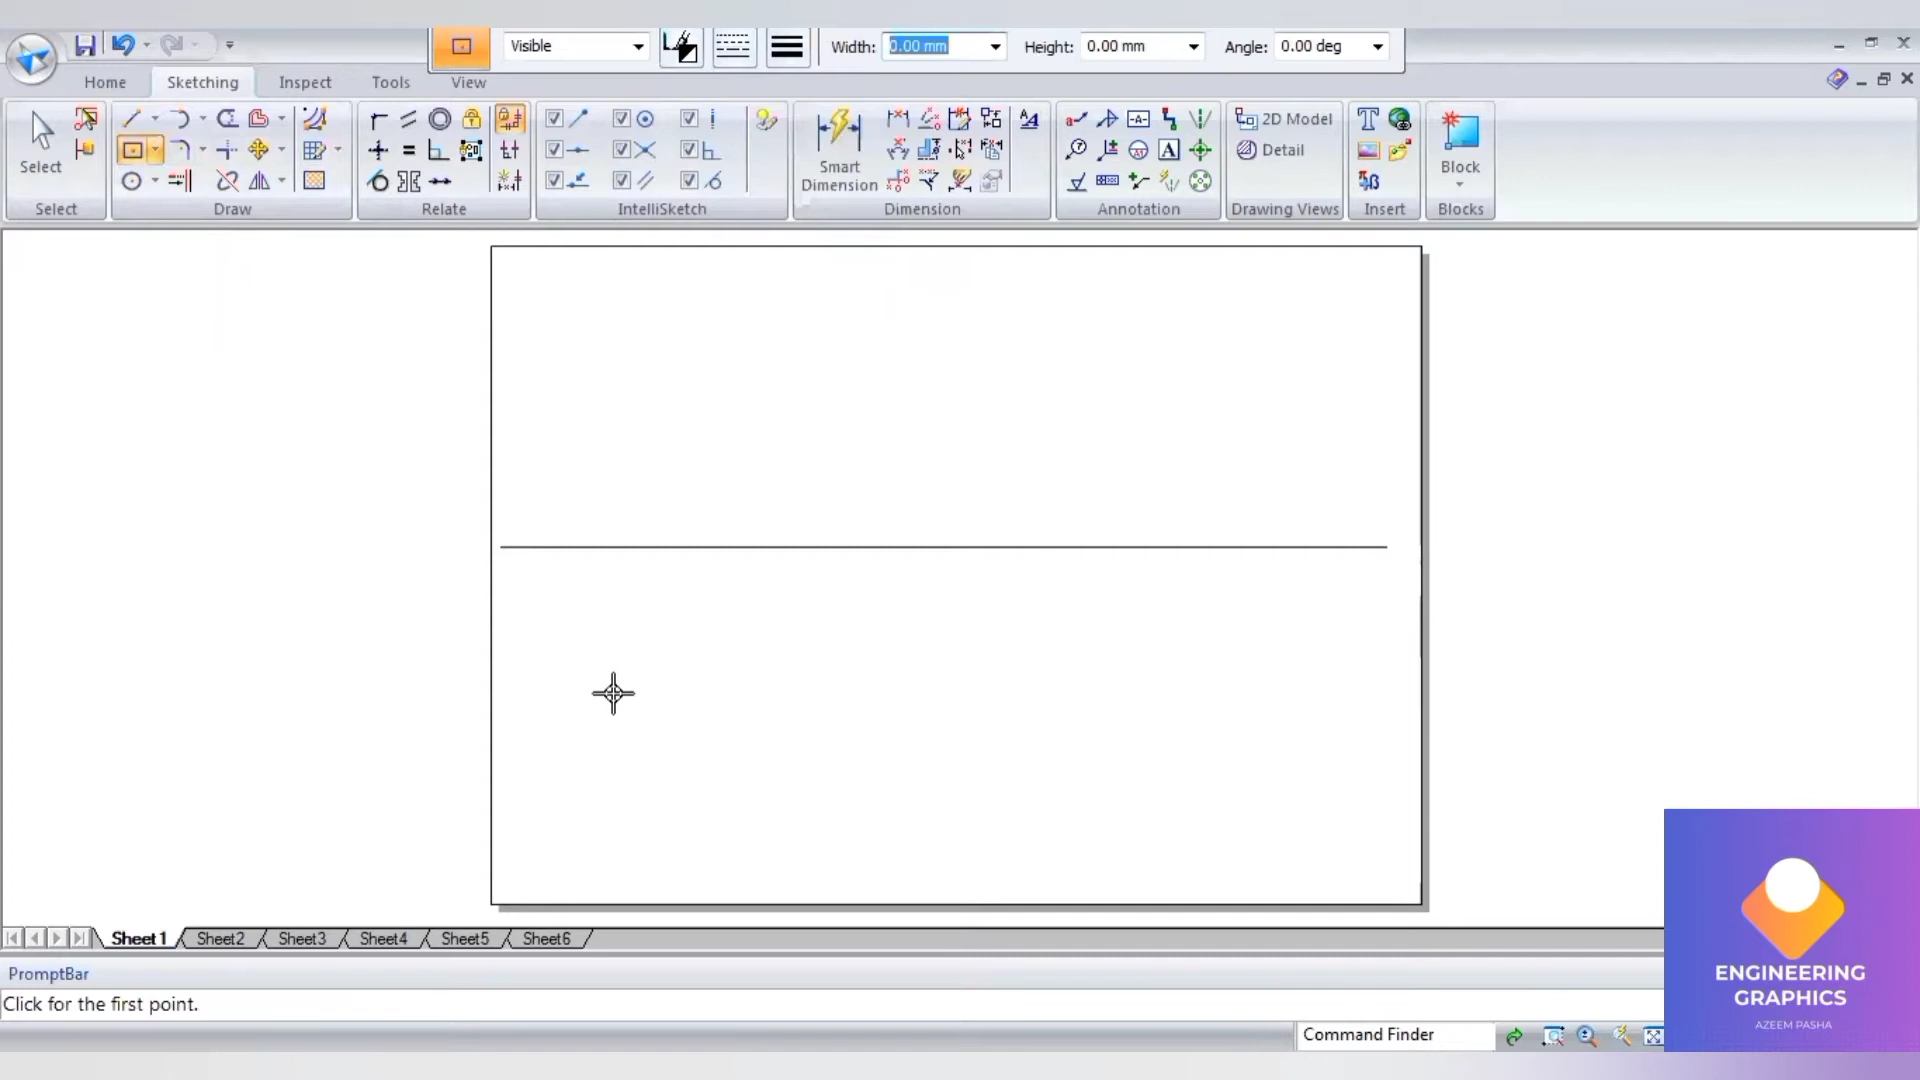 Visible Width: 0.00 mm Height: 0.00 mm Angle: 0.00 deg
Home Sketching Inspect Tools View
Select
Smart
Dimension
2D Model
Detail
Block
Select Draw Relate IntelliSketch Dimension Annotation Drawing Views Insert Blocks
Sheet1 Sheet2 Sheet3 Sheet4 Sheet5 Sheet6
PromptBar
Click for the first point.
Command Finder
ENGINEERING
GRAPHICS
AZEEM PASHA